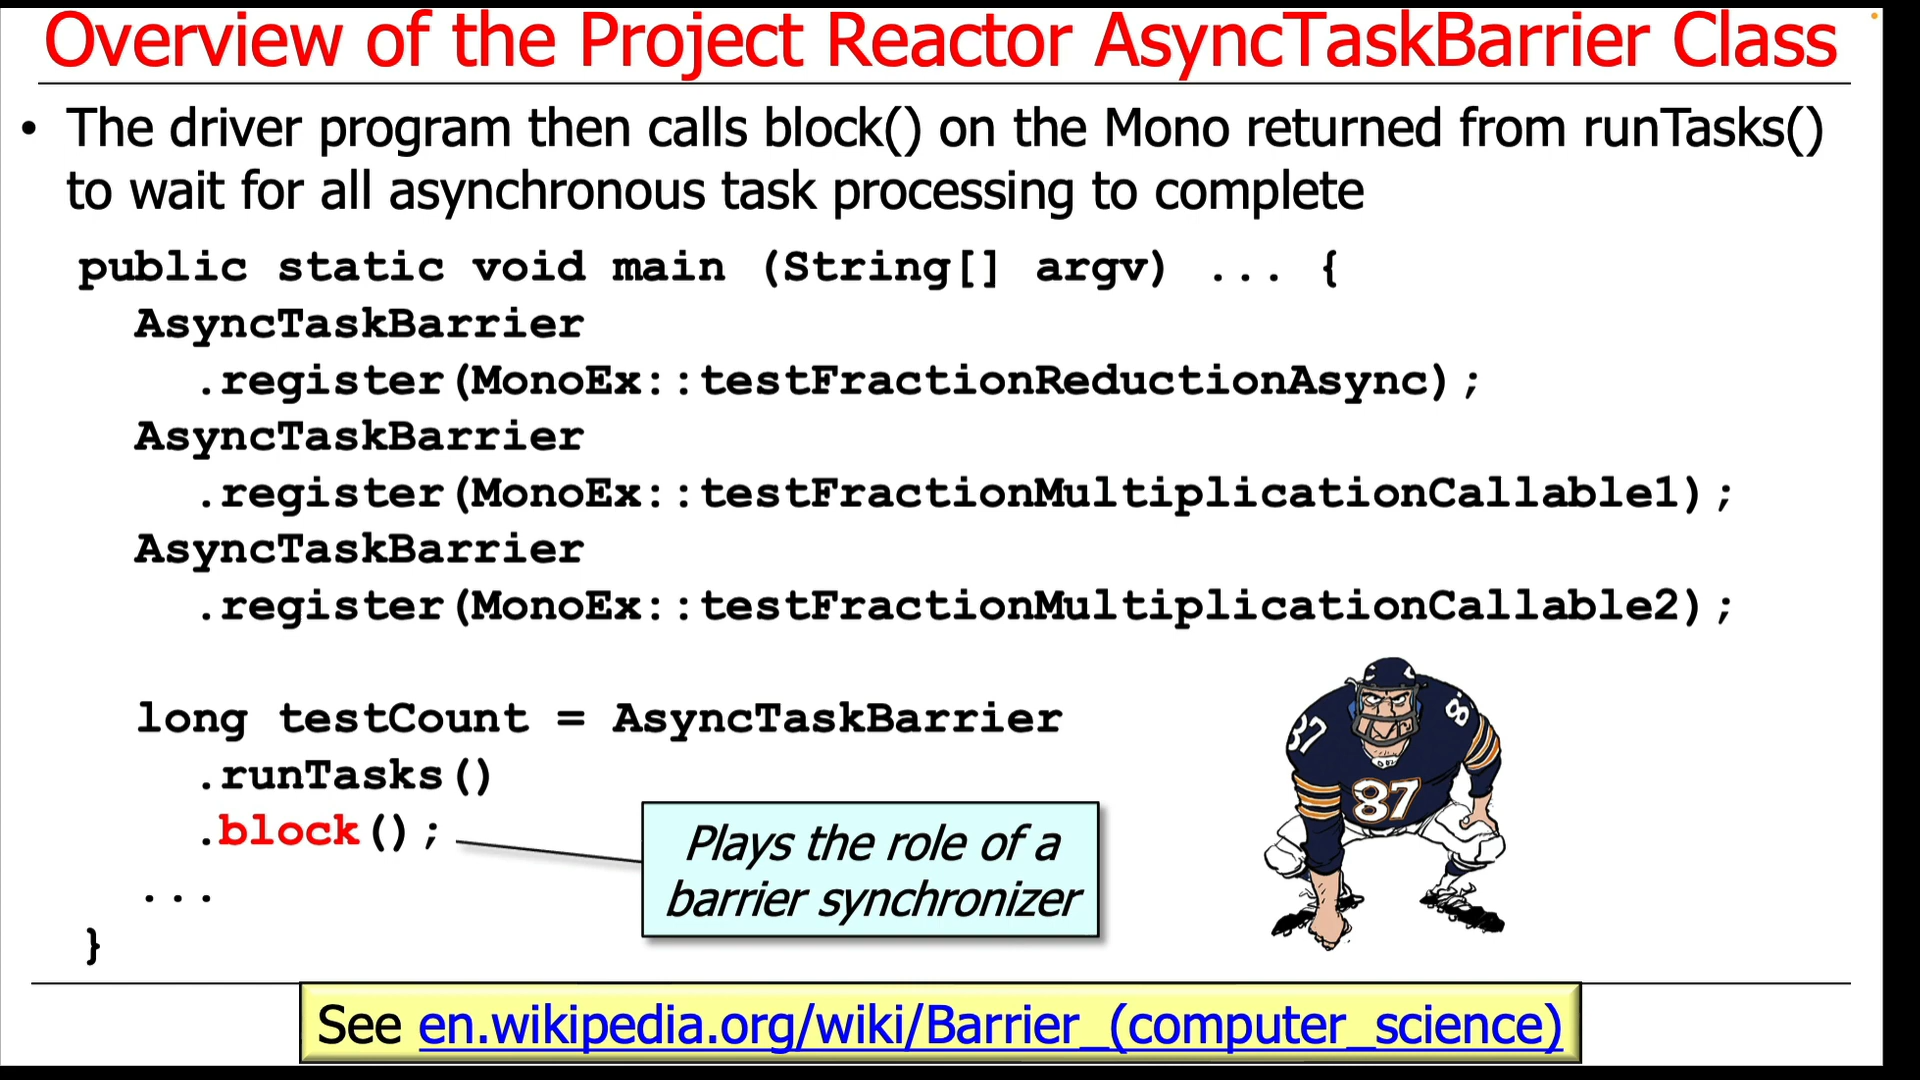 Overview of the Project Reactor AsyncTaskBarrier Class
• The driver program then calls block() on the Mono returned from runTasks()
to wait for all asynchronous task processing to complete
public static void main (String[] argv) ... {
AsyncTaskBarrier
.register(MonoEx::testFractionReductionAsync);
AsyncTaskBarrier
.register(MonoEx::testFractionMultiplicationCallable1);
AsyncTaskBarrier
.register(MonoEx::testFractionMultiplicationCallable2);
long testCount = AsyncTaskBarrier
.runTasks()
.block();
...
}
Plays the role of a
barrier synchronizer
37
8
87
See en.wikipedia.org/wiki/Barrier_(computer_science)